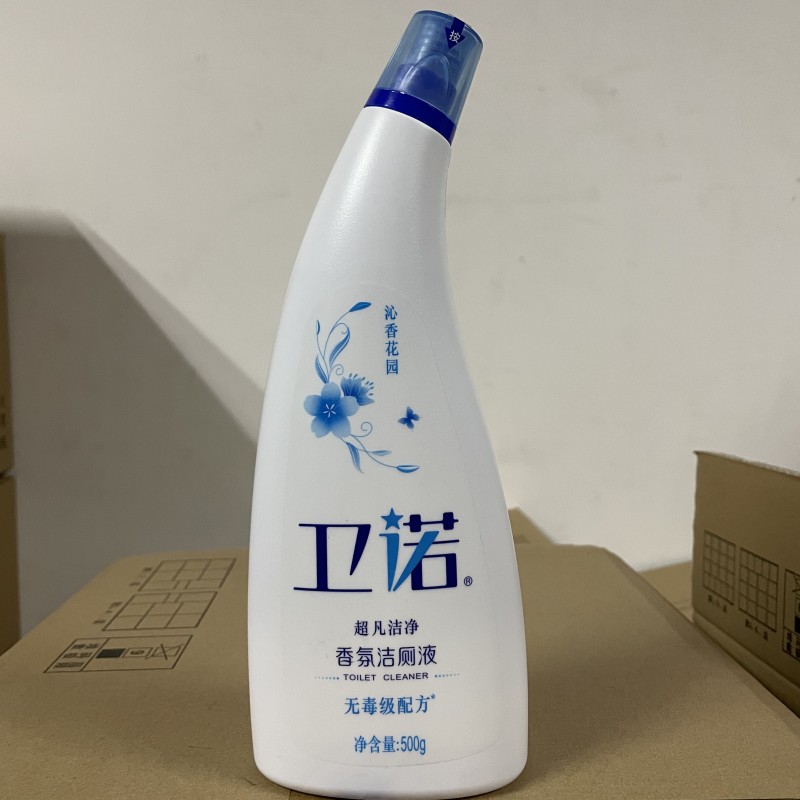 按
沁香花园
卫诺®
超凡洁净
香氛洁厕液
TOILET CLEANER
无毒级配方*
净含量:500g